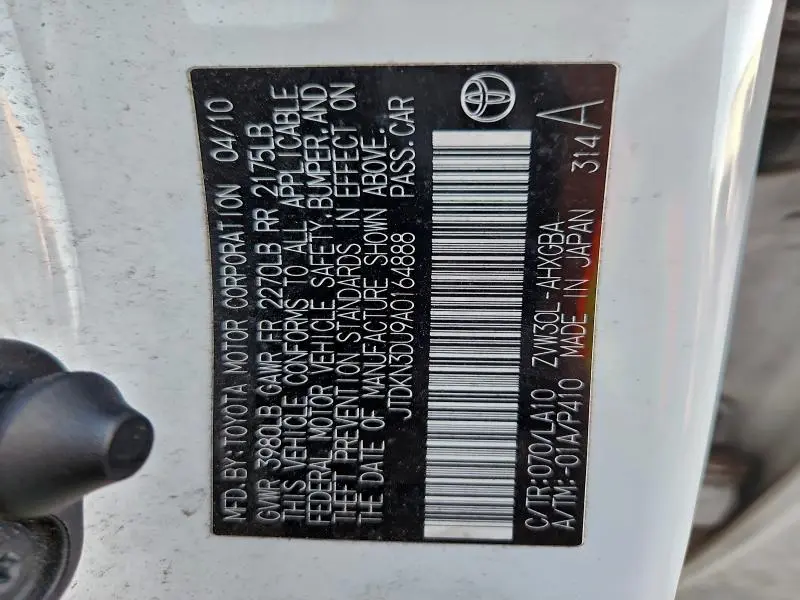 MFD.BY:TOYOTA MOTOR CORPORATION 04/10
GVWR 3980LB GAWR FR 2270LB RR 2175LB
THIS VEHICLE CONFORMS TO ALL APPLICABLE
FEDERAL MOTOR VEHICLE SAFETY, BUMPER, AND
THEFT PREVENTION STANDARDS IN EFFECT ON
THE DATE OF MANUFACTURE SHOWN ABOVE.
JTDKN3DU9A0164888 PASS.CAR
C/TR:070/LA10 ZVW30L-AHXGBA
A/TM:-01A/P410 MADE IN JAPAN 314 A